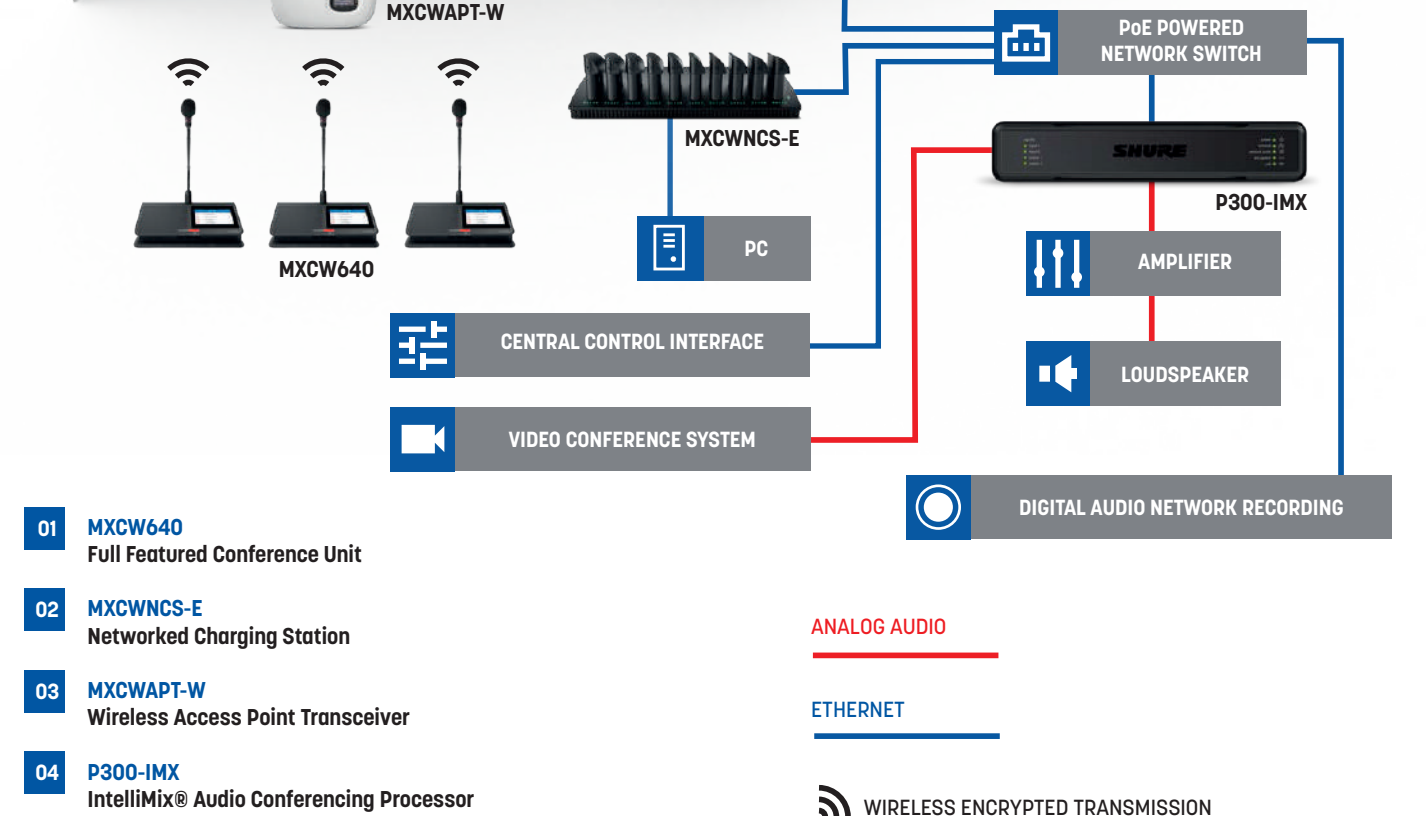 MXCWAPT-W
PoE POWERED
NETWORK SWITCH
MXCWNCS-E
SHURE
P300-IMX
MXCW640
PC
AMPLIFIER
CENTRAL CONTROL INTERFACE
LOUDSPEAKER
VIDEO CONFERENCE SYSTEM
DIGITAL AUDIO NETWORK RECORDING
01 MXCW640
Full Featured Conference Unit
02 MXCWNCS-E
Networked Charging Station
03 MXCWAPT-W
Wireless Access Point Transceiver
04 P300-IMX
IntelliMix® Audio Conferencing Processor
ANALOG AUDIO
ETHERNET
WIRELESS ENCRYPTED TRANSMISSION